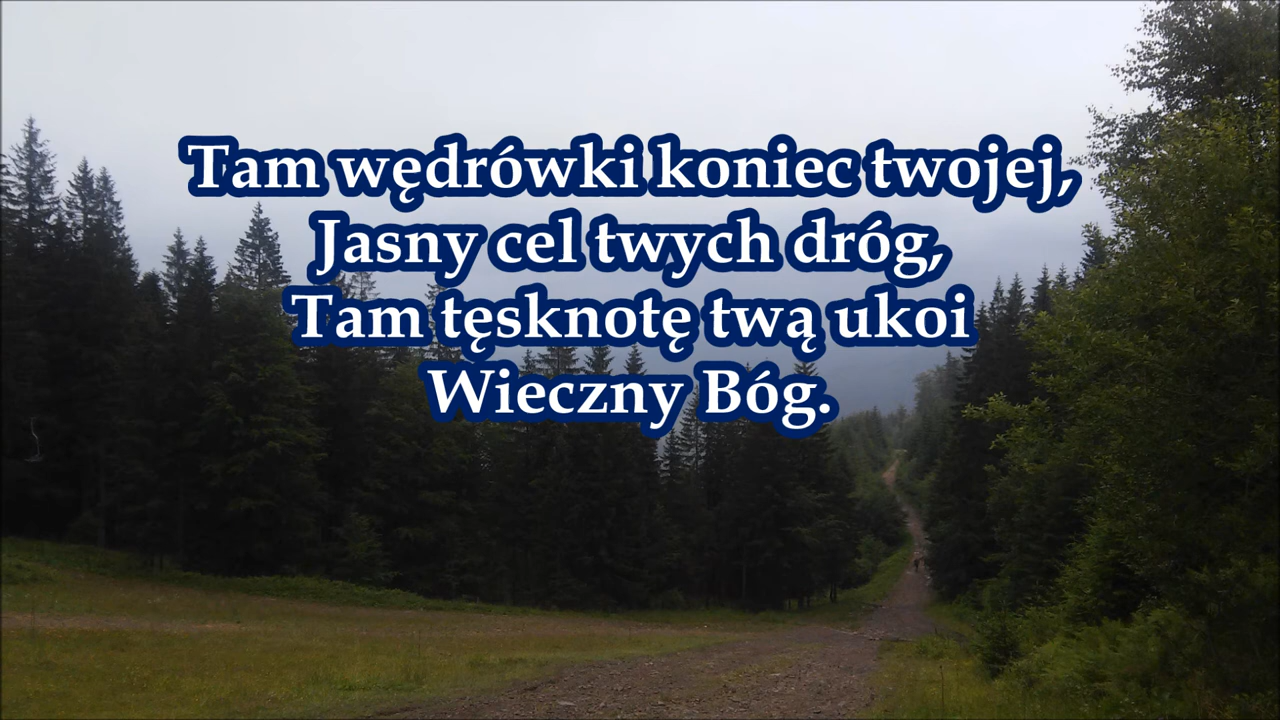 Tam wędrówki koniec twojej,
Jasny cel twych dróg,
Tam tęsknotę twą ukoi
Wieczny Bóg.